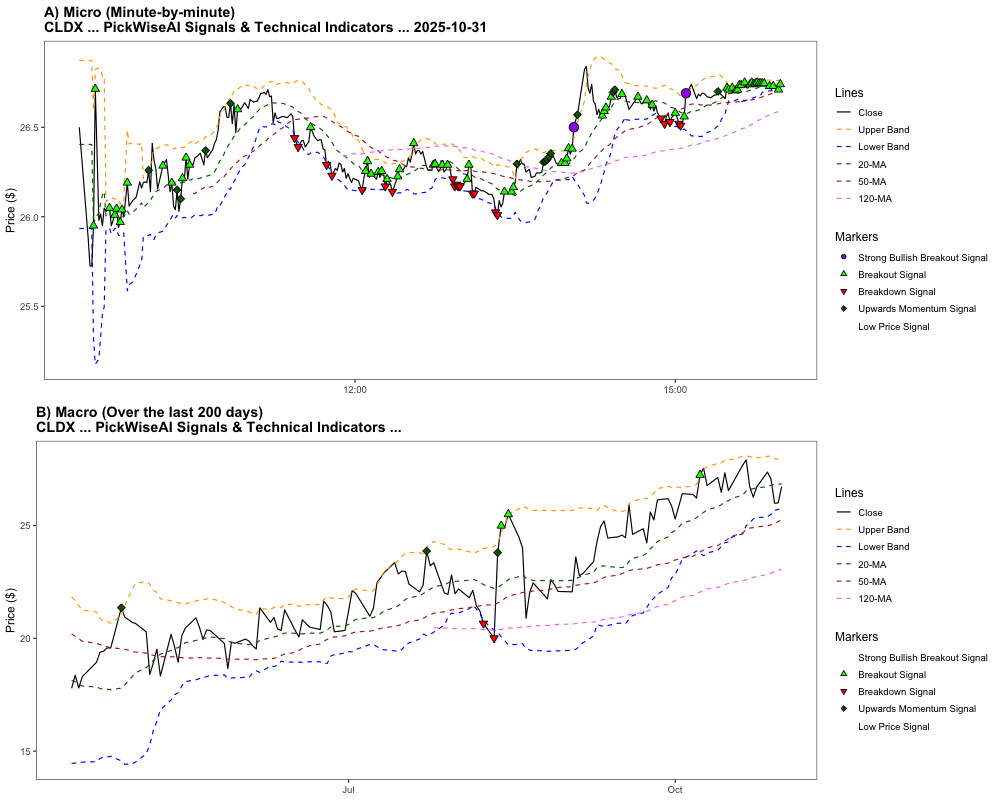 A) Micro (Minute-by-minute)
CLDX ... PickWiseAI Signals & Technical Indicators ... 2025-10-31
Price ($)
26.5
26.0
25.5
12:00
15:00
Lines
Close
Upper Band
Lower Band
20-MA
50-MA
120-MA
Markers
Strong Bullish Breakout Signal
Breakout Signal
Breakdown Signal
Upwards Momentum Signal
Low Price Signal
B) Macro (Over the last 200 days)
CLDX ... PickWiseAI Signals & Technical Indicators ...
Price ($)
25
20
15
Jul
Oct
Lines
Close
Upper Band
Lower Band
20-MA
50-MA
120-MA
Markers
Strong Bullish Breakout Signal
Breakout Signal
Breakdown Signal
Upwards Momentum Signal
Low Price Signal